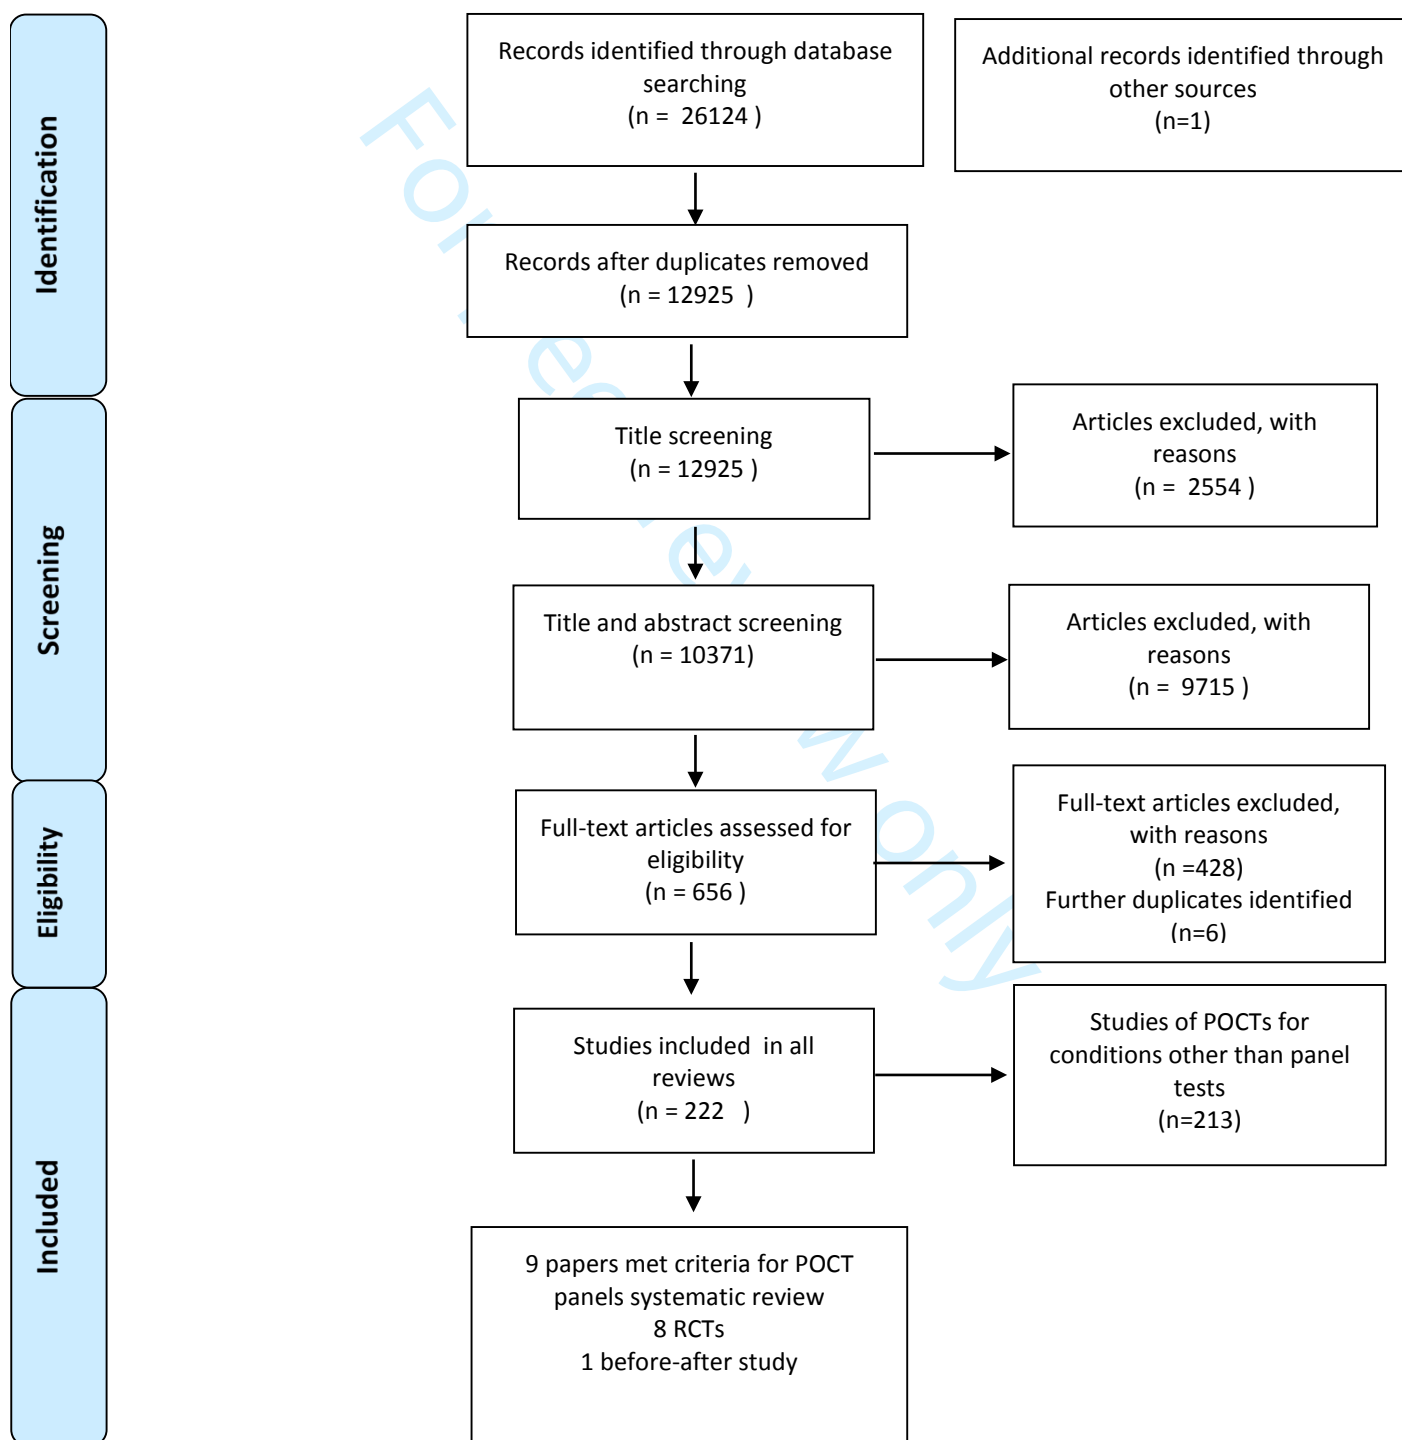 Identification
Records identified through database
searching
(n =  26124 )
Additional records identified through
other sources
(n=1)
Records after duplicates removed
(n = 12925  )
Screening
Title screening
(n = 12925 )
Articles excluded, with
reasons
(n =  2554 )
Title and abstract screening
(n = 10371)
Articles excluded, with
reasons
(n =  9715 )
Eligibility
Full-text articles assessed for
eligibility
(n = 656 )
Full-text articles excluded,
with reasons
(n =428)
Further duplicates identified
(n=6)
Included
Studies included  in all
reviews
(n = 222   )
Studies of POCTs for
conditions other than panel
tests
(n=213)
9 papers met criteria for POCT
panels systematic review
8 RCTs
1 before-after study